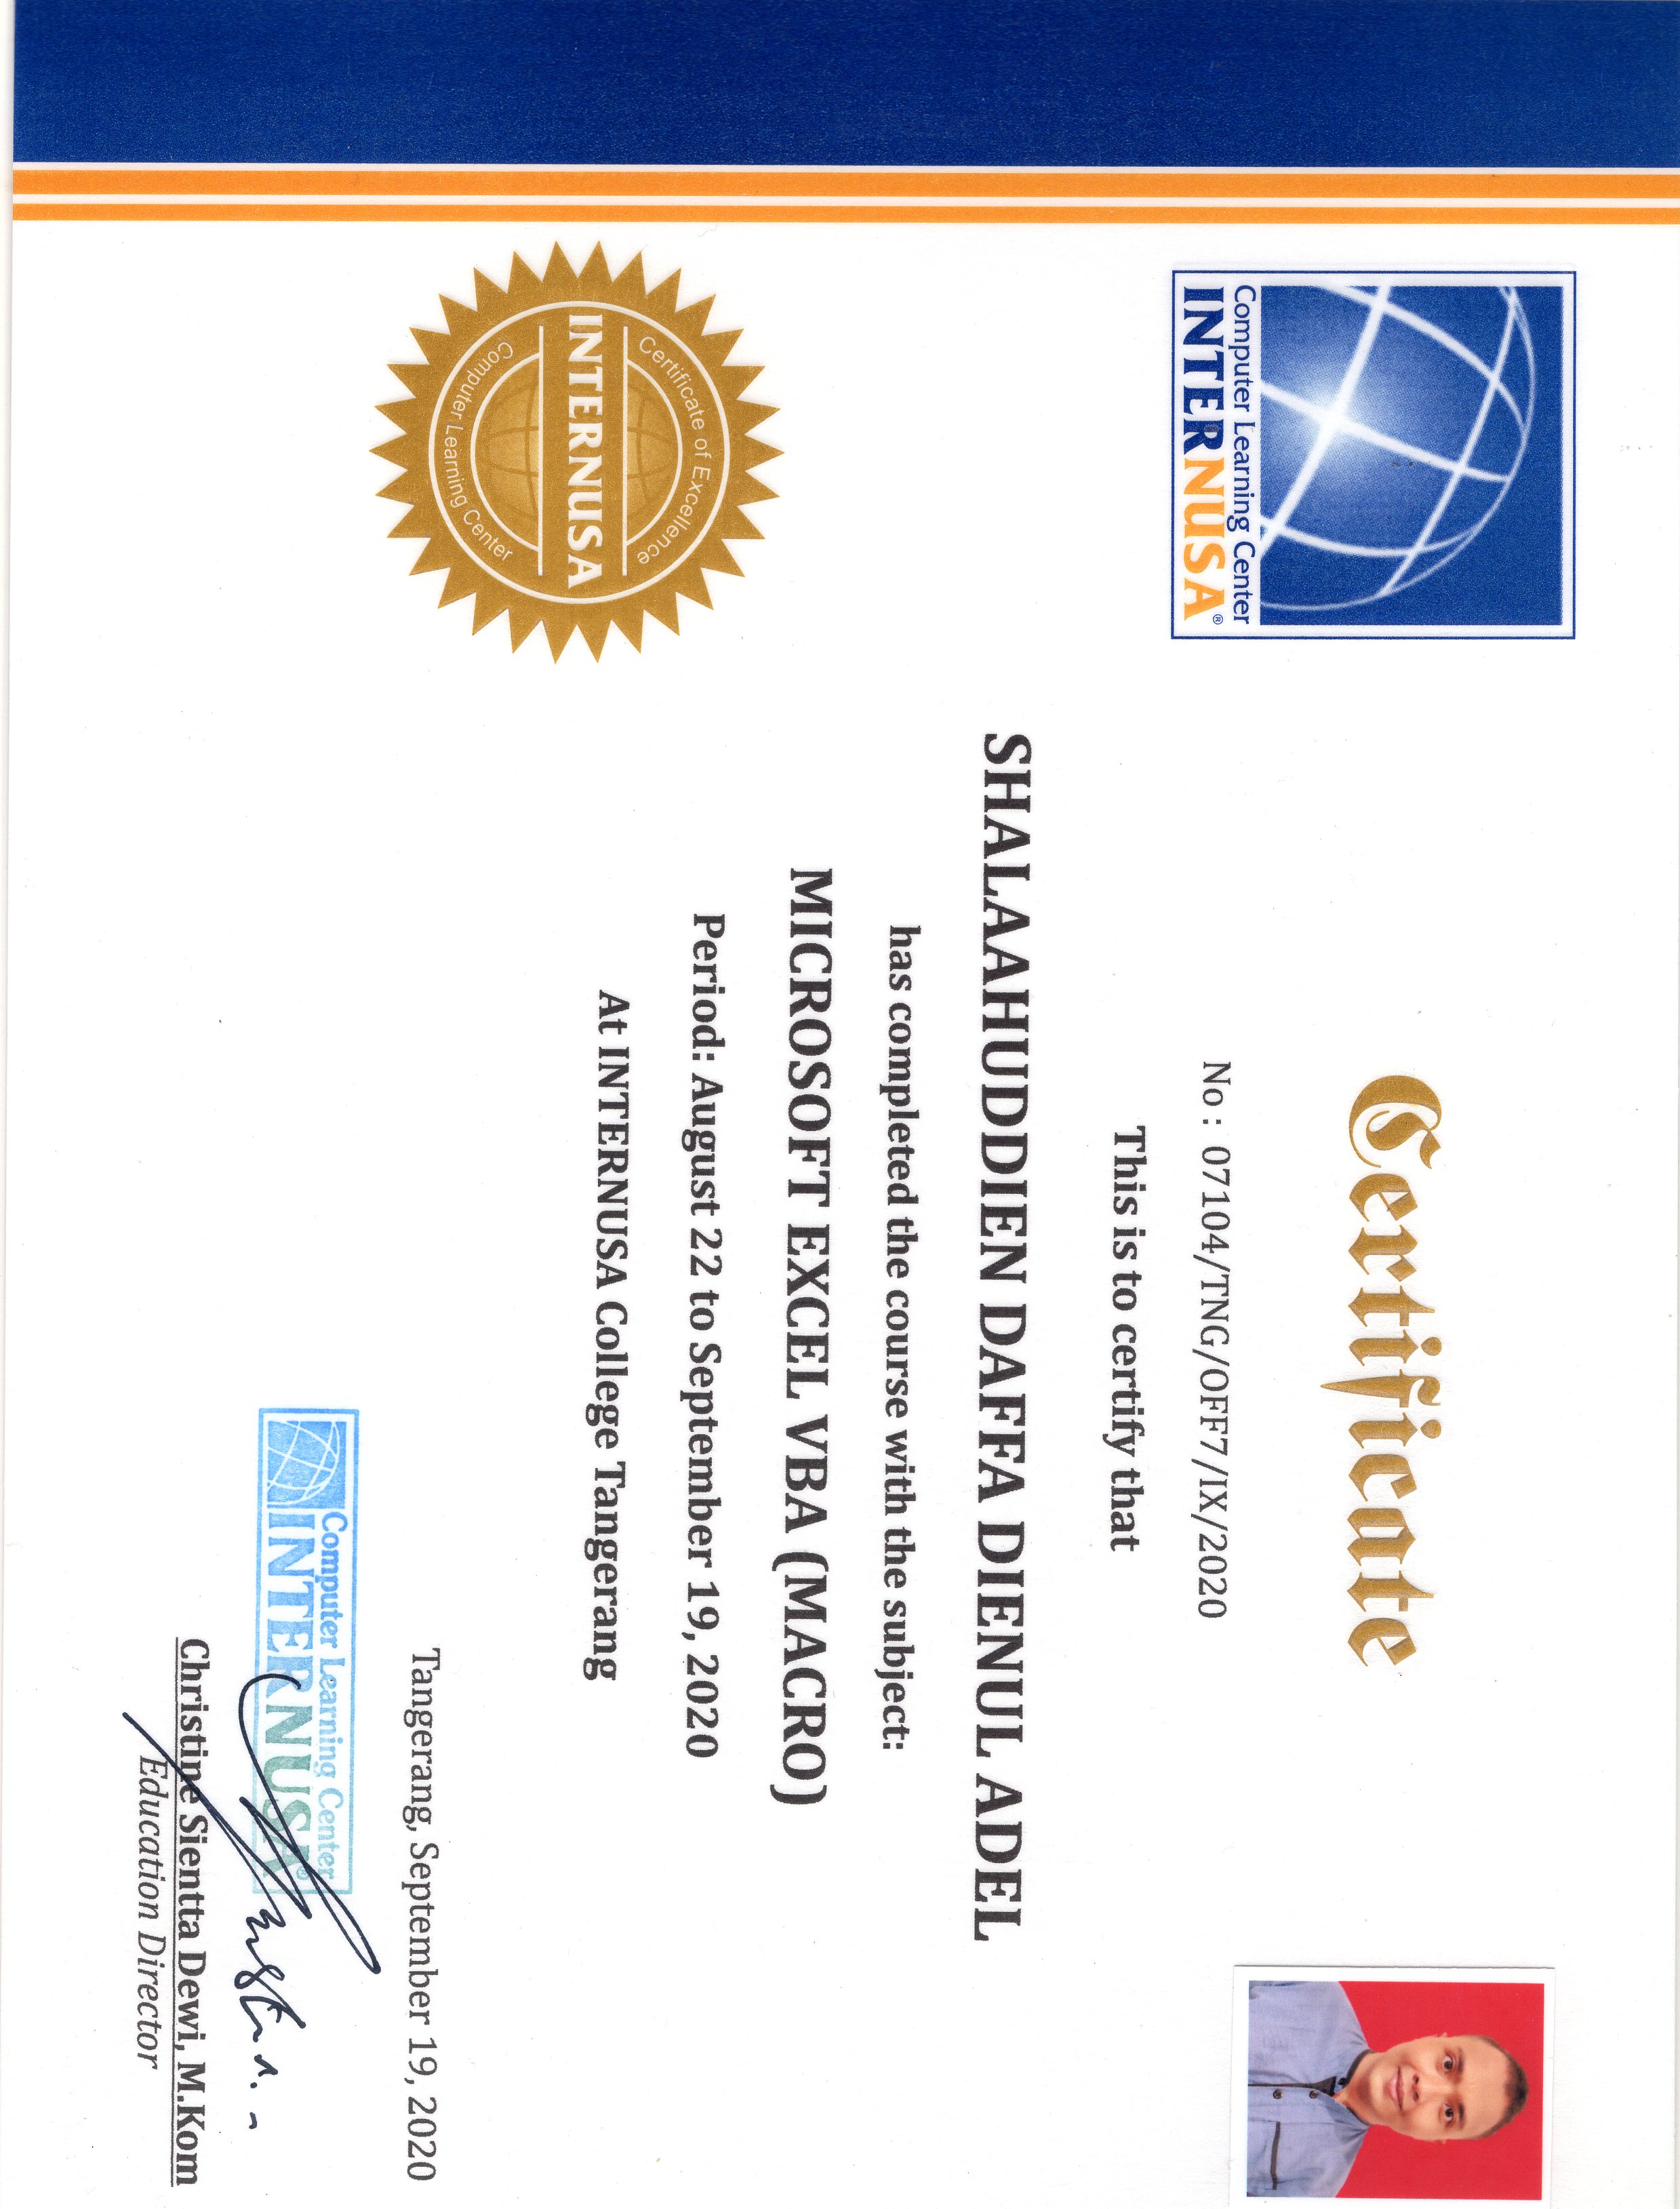 Computer Learning Center
INTERNUSA®
Certificate
No : 07104/TNG/OFF7/IX/2020
This is to certify that
SHALAAHUDDIEN DAFFA DIENUL ADEL
has completed the course with the subject:
MICROSOFT EXCEL VBA (MACRO)
Period: August 22 to September 19, 2020
At INTERNUSA College Tangerang
Certificate of Excellence
INTERNUSA
Computer Learning Center
Tangerang, September 19, 2020
Computer Learning Center
INTERNUSA®
Christine Sientta Dewi, M.Kom
Education Director